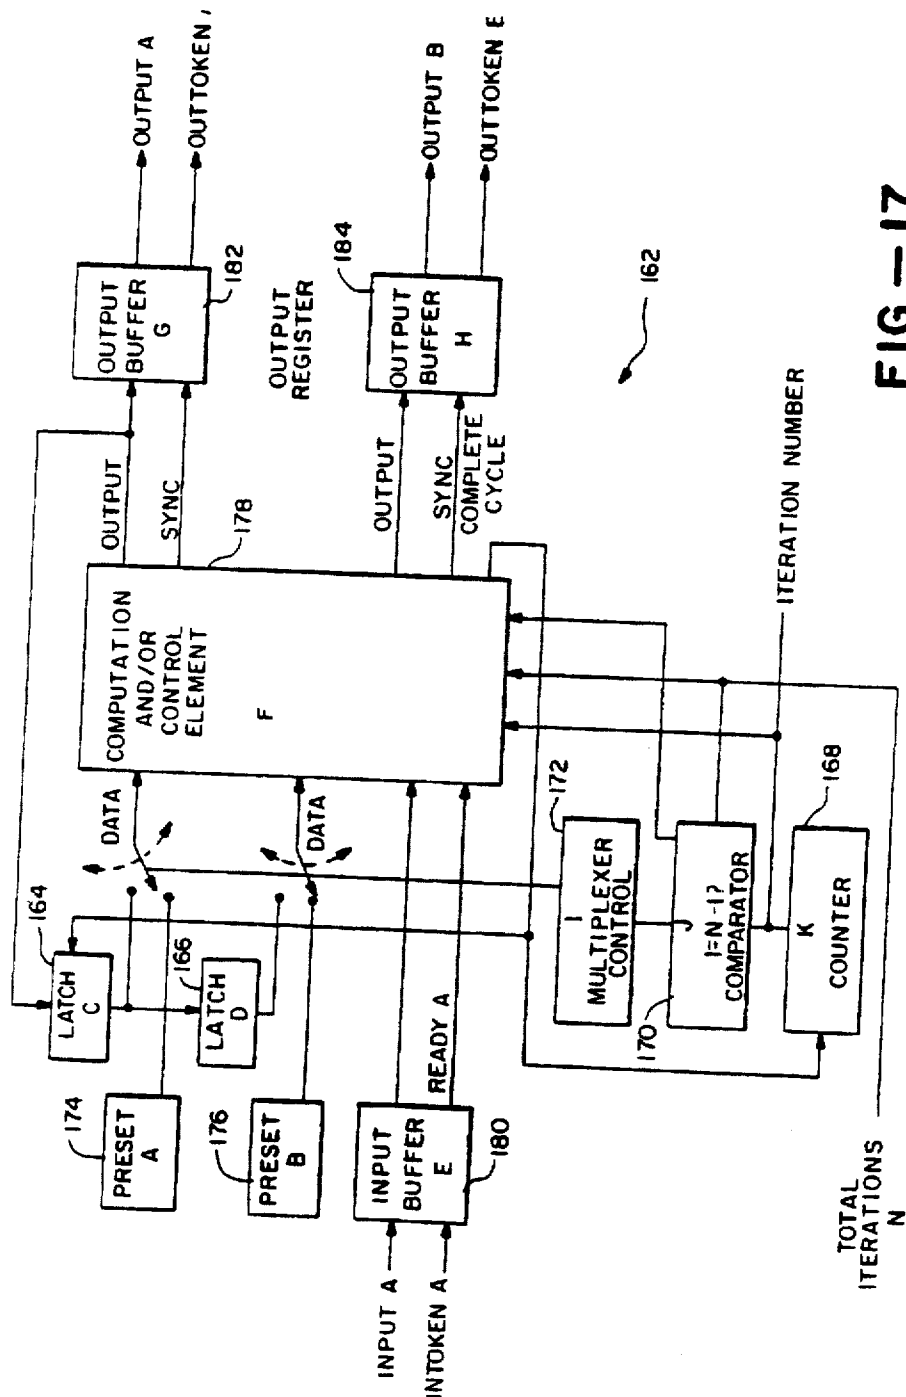 OUTPUT A
OUTTOKEN
OUTPUT
BUFFER
G
182
OUTPUT
SYNC
OUTPUT
REGISTER
OUTPUT B
OUTTOKEN E
184
OUTPUT
BUFFER
H
OUTPUT
SYNC
COMPLETE
CYCLE
162
178
COMPUTATION
AND/OR
CONTROL
ELEMENT
F
DATA
DATA
164
LATCH
C
166
LATCH
D
174
PRESET
A
176
PRESET
B
INPUT A
INTOKEN A
INPUT
BUFFER
E
180
READY A
172
I
MULTIPLEXER
CONTROL
170
J
I=N-1?
COMPARATOR
168
K
COUNTER
ITERATION NUMBER
TOTAL
ITERATIONS
N
FIG—17